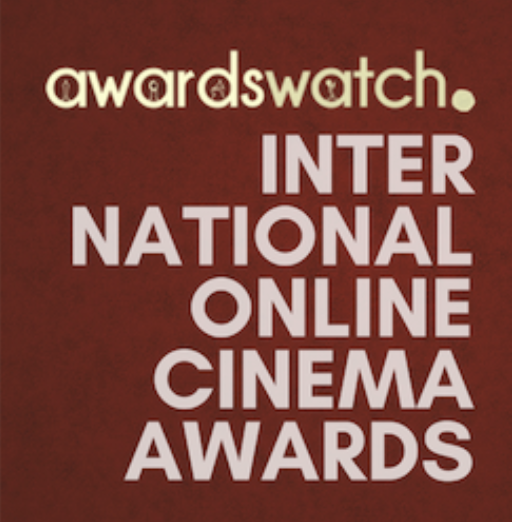 awardswatch.
INTER
NATIONAL
ONLINE
CINEMA
AWARDS